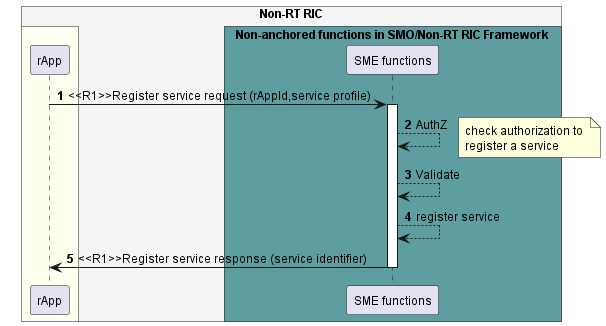 Non-RT RIC
Non-anchored functions in SMO/Non-RT RIC Framework
rApp
SME functions
1 <<R1>>Register service request (rAppId,service profile)
2 AuthZ
check authorization to
register a service
3 Validate
4 register service
5 <<R1>>Register service response (service identifier)
rApp
SME functions